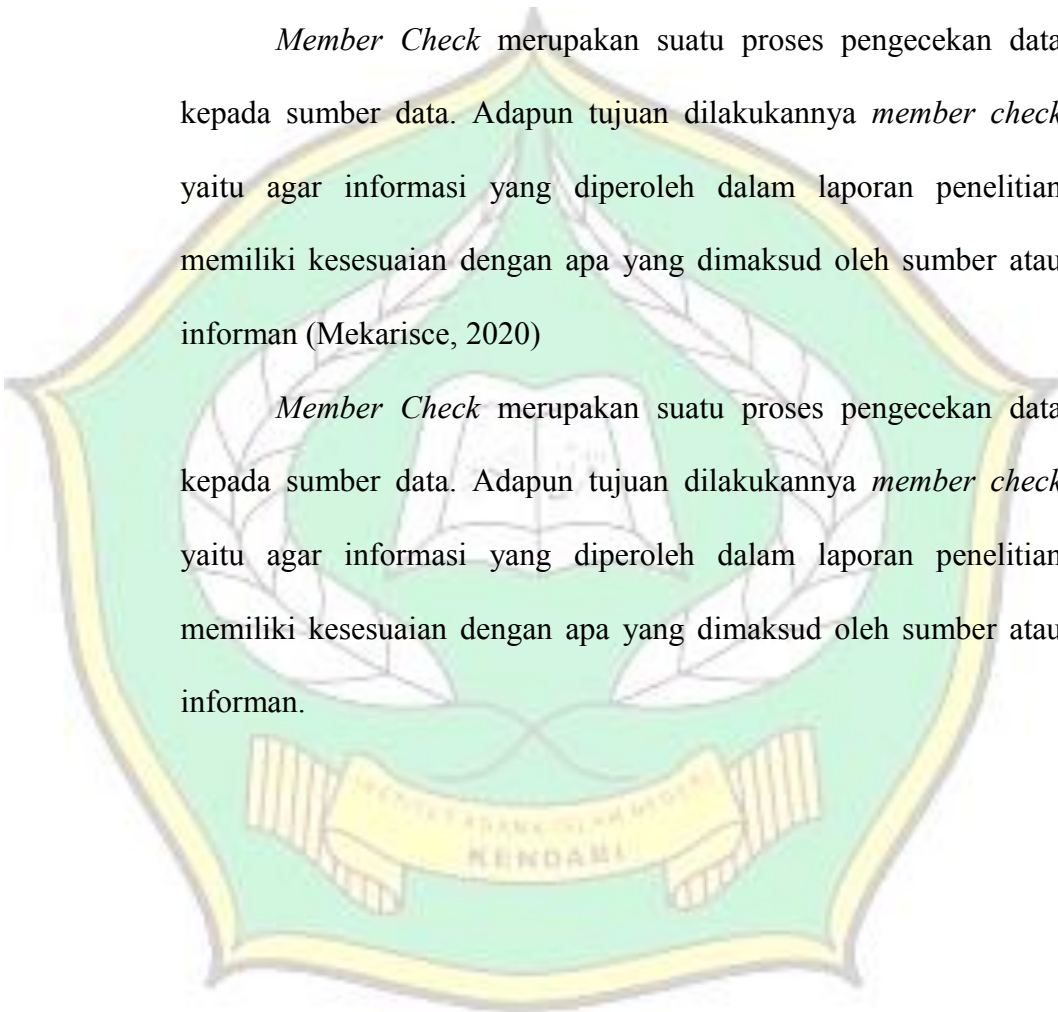 Member Check merupakan suatu proses pengecekan data
kepada sumber data. Adapun tujuan dilakukannya member check
yaitu agar informasi yang diperoleh dalam laporan penelitian
memiliki kesesuaian dengan apa yang dimaksud oleh sumber atau
informan (Mekarisce, 2020)
Member Check merupakan suatu proses pengecekan data
kepada sumber data. Adapun tujuan dilakukannya member check
yaitu agar informasi yang diperoleh dalam laporan penelitian
memiliki kesesuaian dengan apa yang dimaksud oleh sumber atau
informan.
AGAMA ISLAM NEGERI
KENDARI